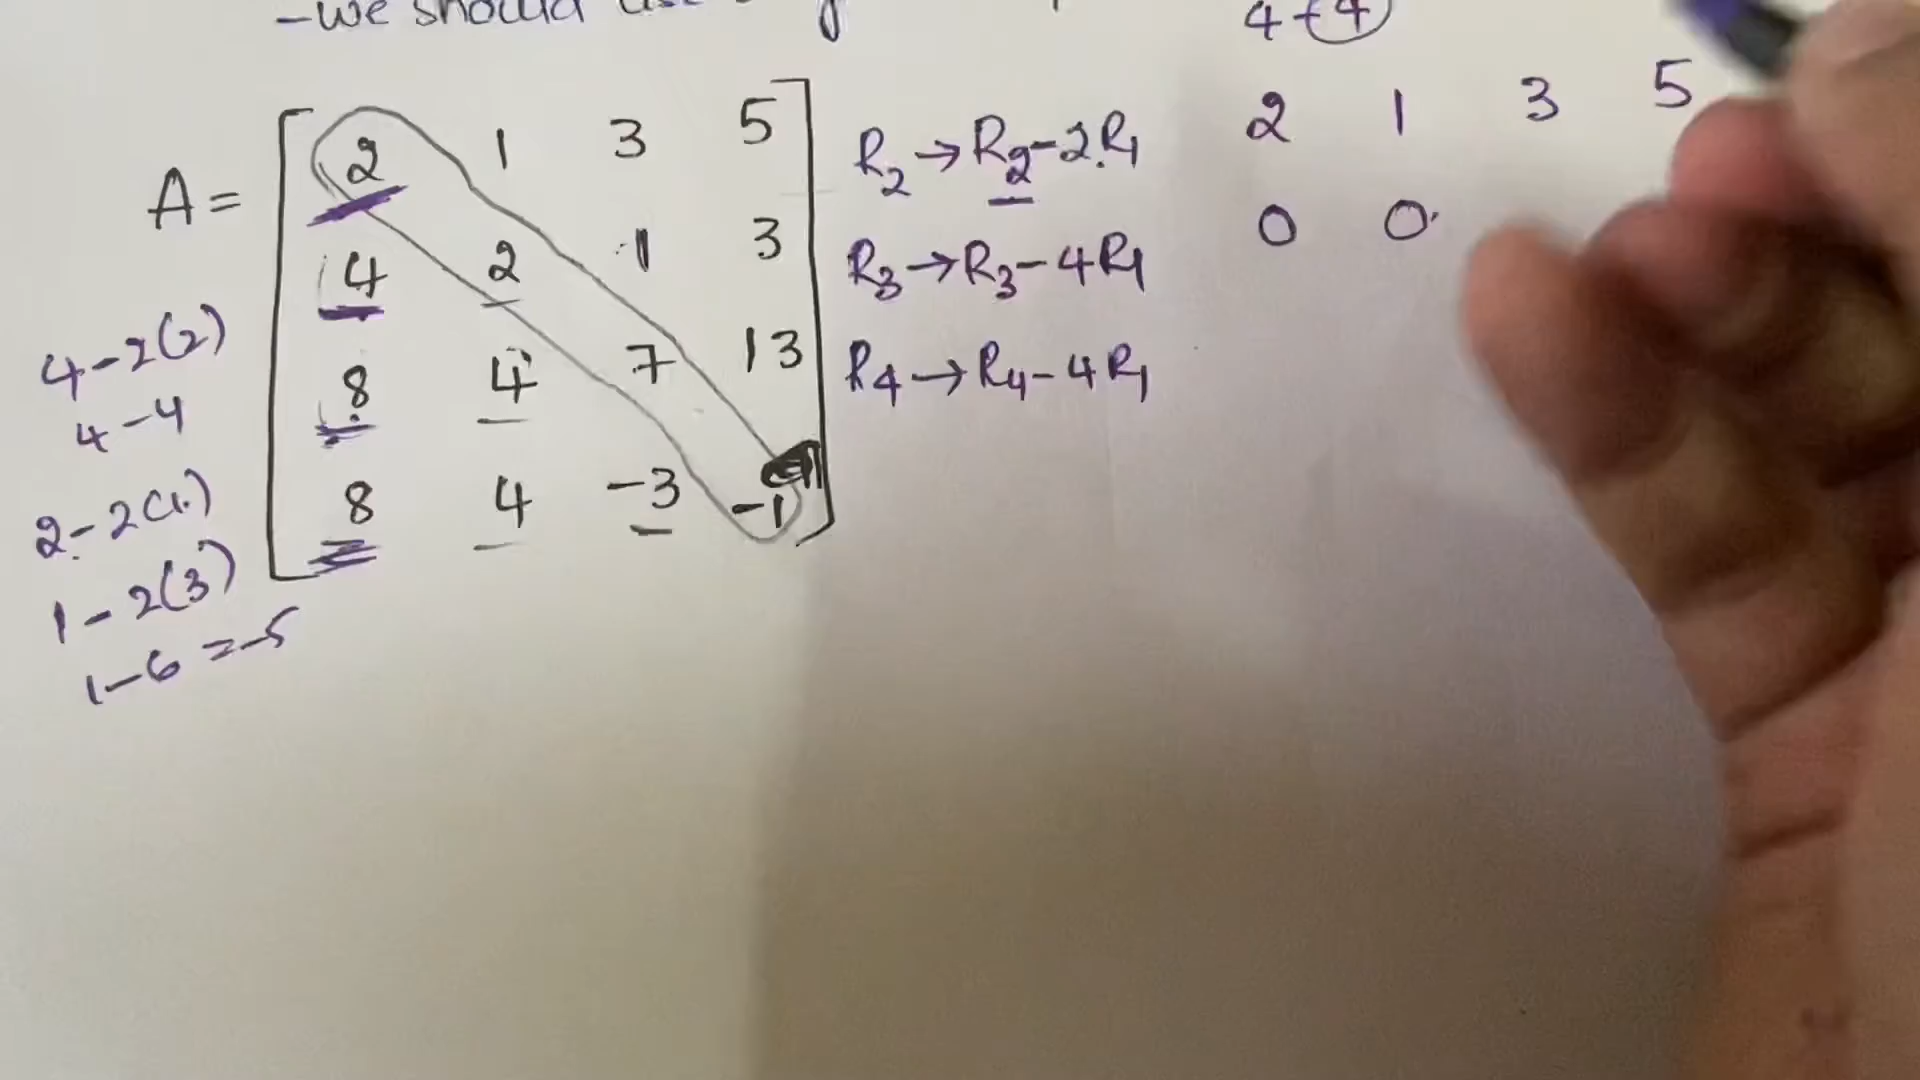 -we should
4-4
A = [ 2 1 3 5 R2→R2-2R1 2 1 3 5
4 2 1 3 R3→R3-4R1 0 0
8 4 7 13 R4→R4-4R1
8 4 -3 -1 ]
4-2(2)
4-4
2-2(1)
1-2(3)
1-6=-5